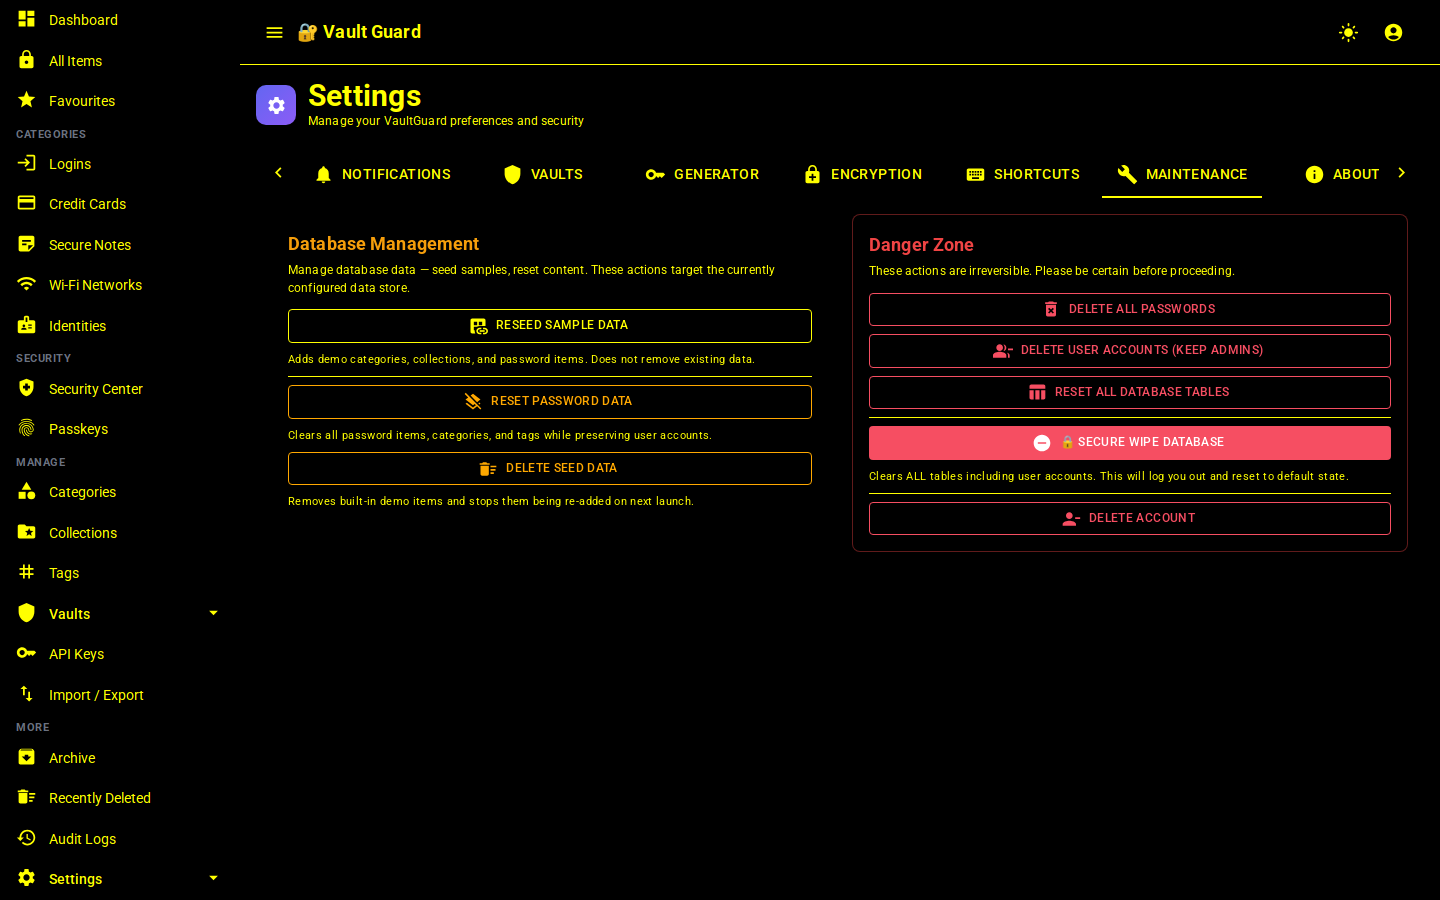 Dashboard
All Items
Favourites
CATEGORIES
Logins
Credit Cards
Secure Notes
Wi-Fi Networks
Identities
SECURITY
Security Center
Passkeys
MANAGE
Categories
Collections
Tags
Vaults
API Keys
Import / Export
MORE
Archive
Recently Deleted
Audit Logs
Settings
🔐 Vault Guard
Settings
Manage your VaultGuard preferences and security
NOTIFICATIONS
VAULTS
GENERATOR
ENCRYPTION
SHORTCUTS
MAINTENANCE
ABOUT
Database Management
Manage database data — seed samples, reset content. These actions target the currently
configured data store.
RESEED SAMPLE DATA
Adds demo categories, collections, and password items. Does not remove existing data.
RESET PASSWORD DATA
Clears all password items, categories, and tags while preserving user accounts.
DELETE SEED DATA
Removes built-in demo items and stops them being re-added on next launch.
Danger Zone
These actions are irreversible. Please be certain before proceeding.
DELETE ALL PASSWORDS
DELETE USER ACCOUNTS (KEEP ADMINS)
RESET ALL DATABASE TABLES
🔒 SECURE WIPE DATABASE
Clears ALL tables including user accounts. This will log you out and reset to default state.
DELETE ACCOUNT